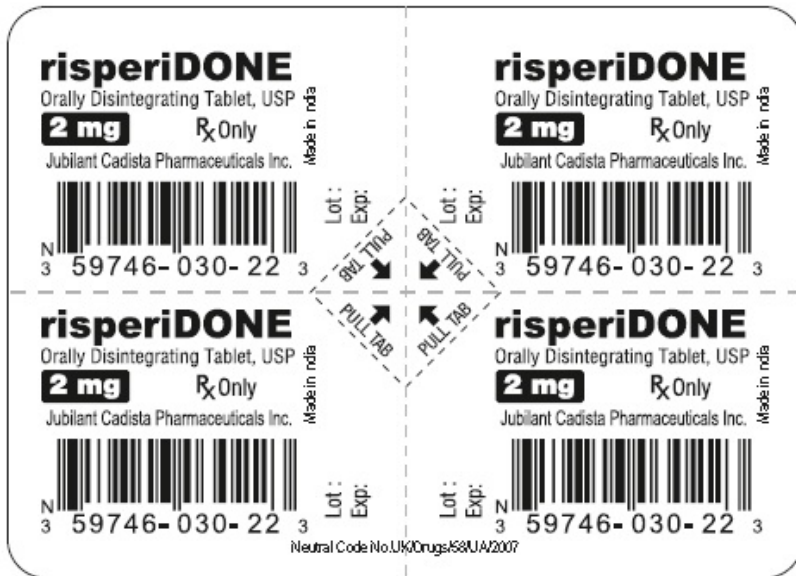 risperiDONE
Orally Disintegrating Tablet, USP
2 mg
Rx Only
Made in India
Jubilant Cadista Pharmaceuticals Inc.
N
3 59746-030-22 3
Lot :
Exp:
PULL TAB
risperiDONE
Orally Disintegrating Tablet, USP
2 mg
Rx Only
Made in India
Jubilant Cadista Pharmaceuticals Inc.
N
3 59746-030-22 3
Lot :
Exp:
PULL TAB
risperiDONE
Orally Disintegrating Tablet, USP
2 mg
Rx Only
Made in India
Jubilant Cadista Pharmaceuticals Inc.
N
3 59746-030-22 3
Lot :
Exp:
PULL TAB
risperiDONE
Orally Disintegrating Tablet, USP
2 mg
Rx Only
Made in India
Jubilant Cadista Pharmaceuticals Inc.
N
3 59746-030-22 3
Lot :
Exp:
PULL TAB
Neutral Code No.UK/Drugs/58/UA/2007